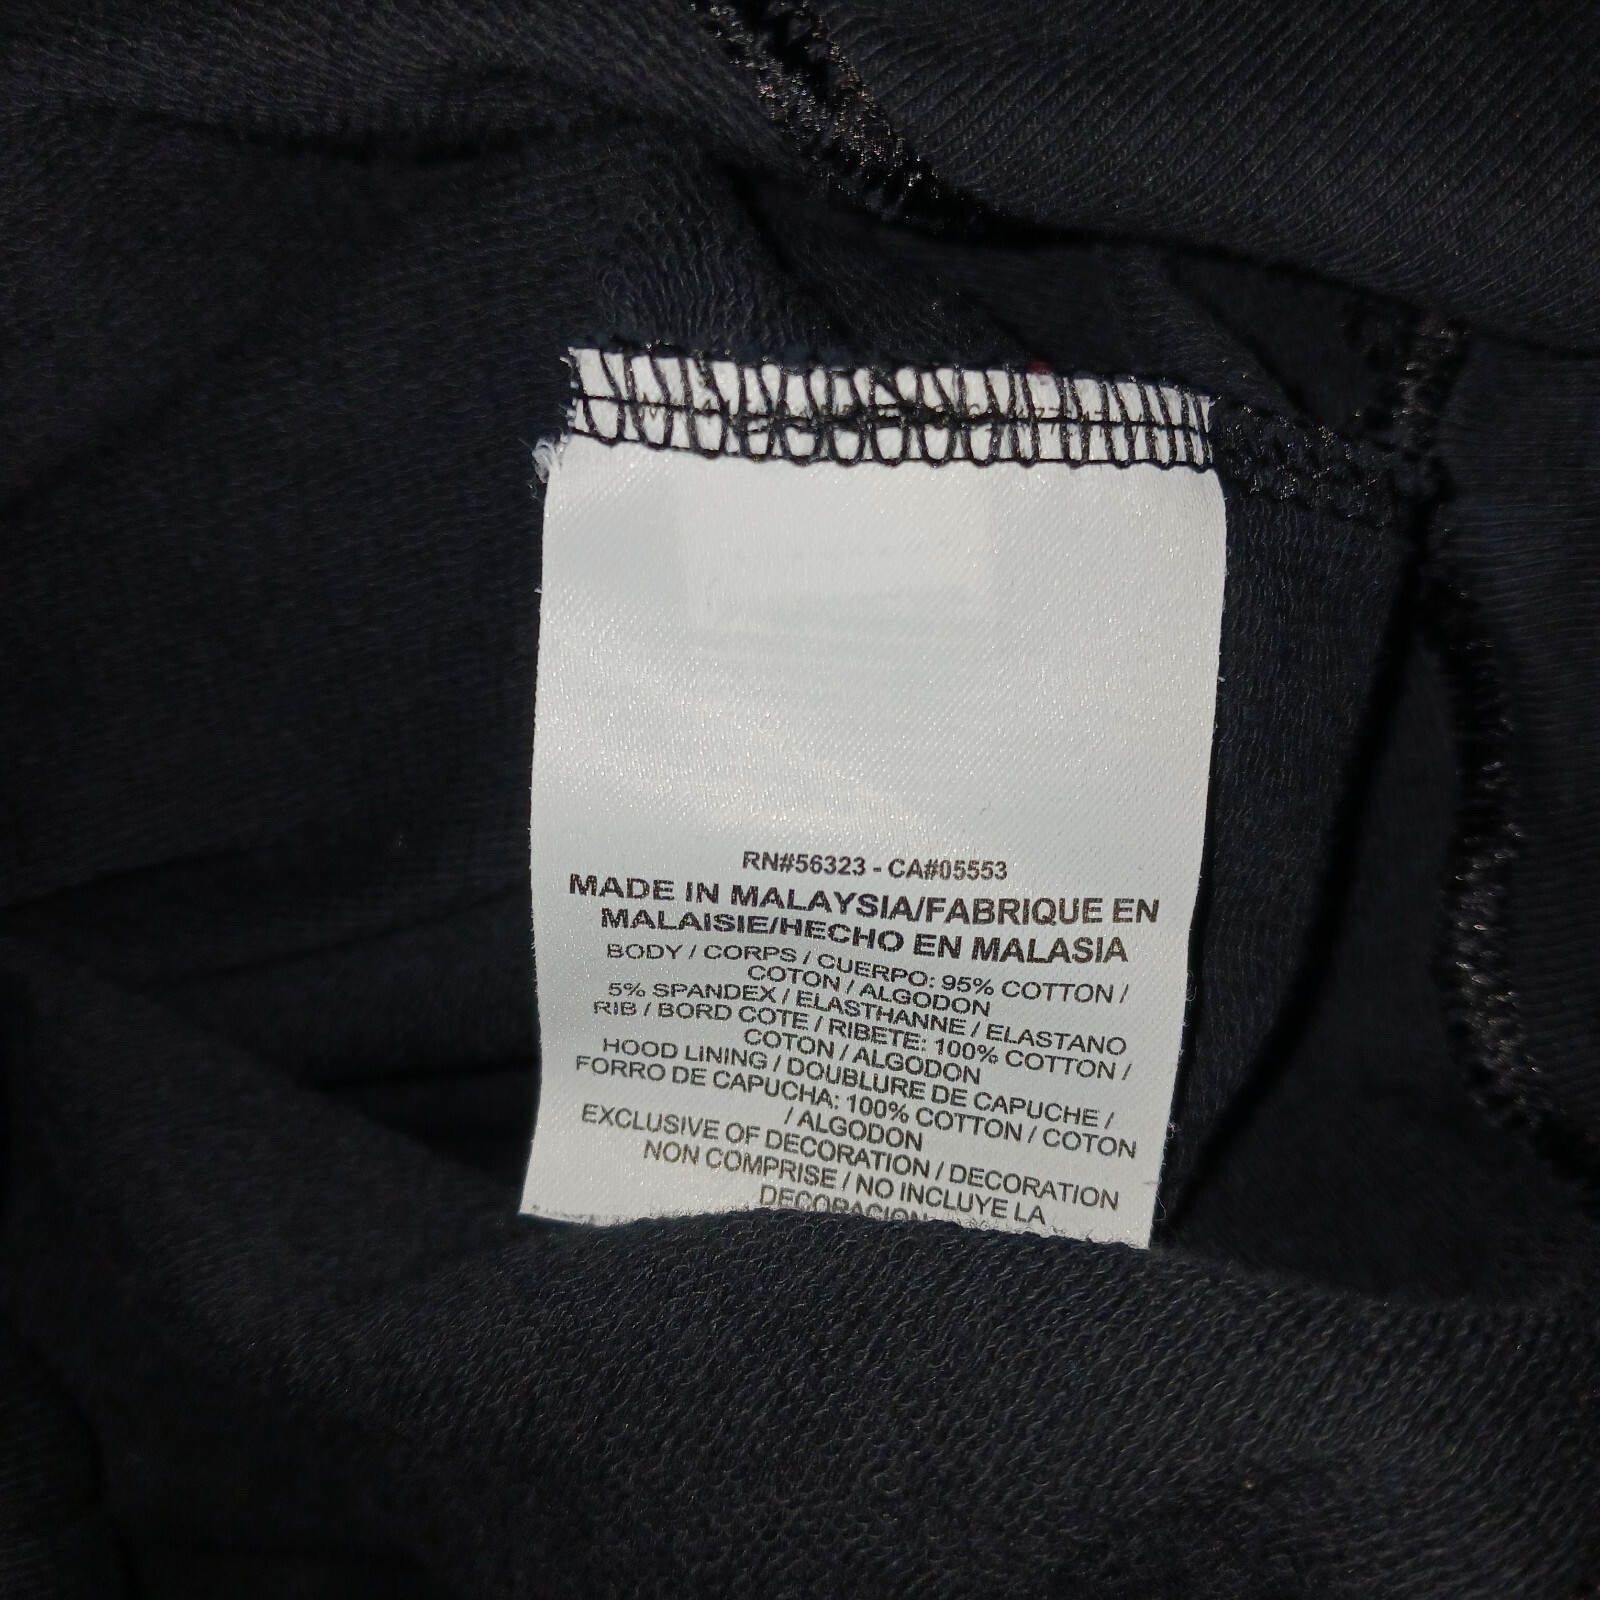 RN#56323 - CA#05553
MADE IN MALAYSIA/FABRIQUE EN
MALAISIE/HECHO EN MALASIA
BODY / CORPS / CUERPO: 95% COTTON /
COTON / ALGODON
5% SPANDEX / ELASTHANNE / ELASTANO
RIB / BORD COTE / RIBETE: 100% COTTON /
COTON / ALGODON
HOOD LINING / DOUBLURE DE CAPUCHE /
FORRO DE CAPUCHA: 100% COTTON / COTON
/ ALGODON
EXCLUSIVE OF DECORATION / DECORATION
NON COMPRISE / NO INCLUYE LA
DECORACION